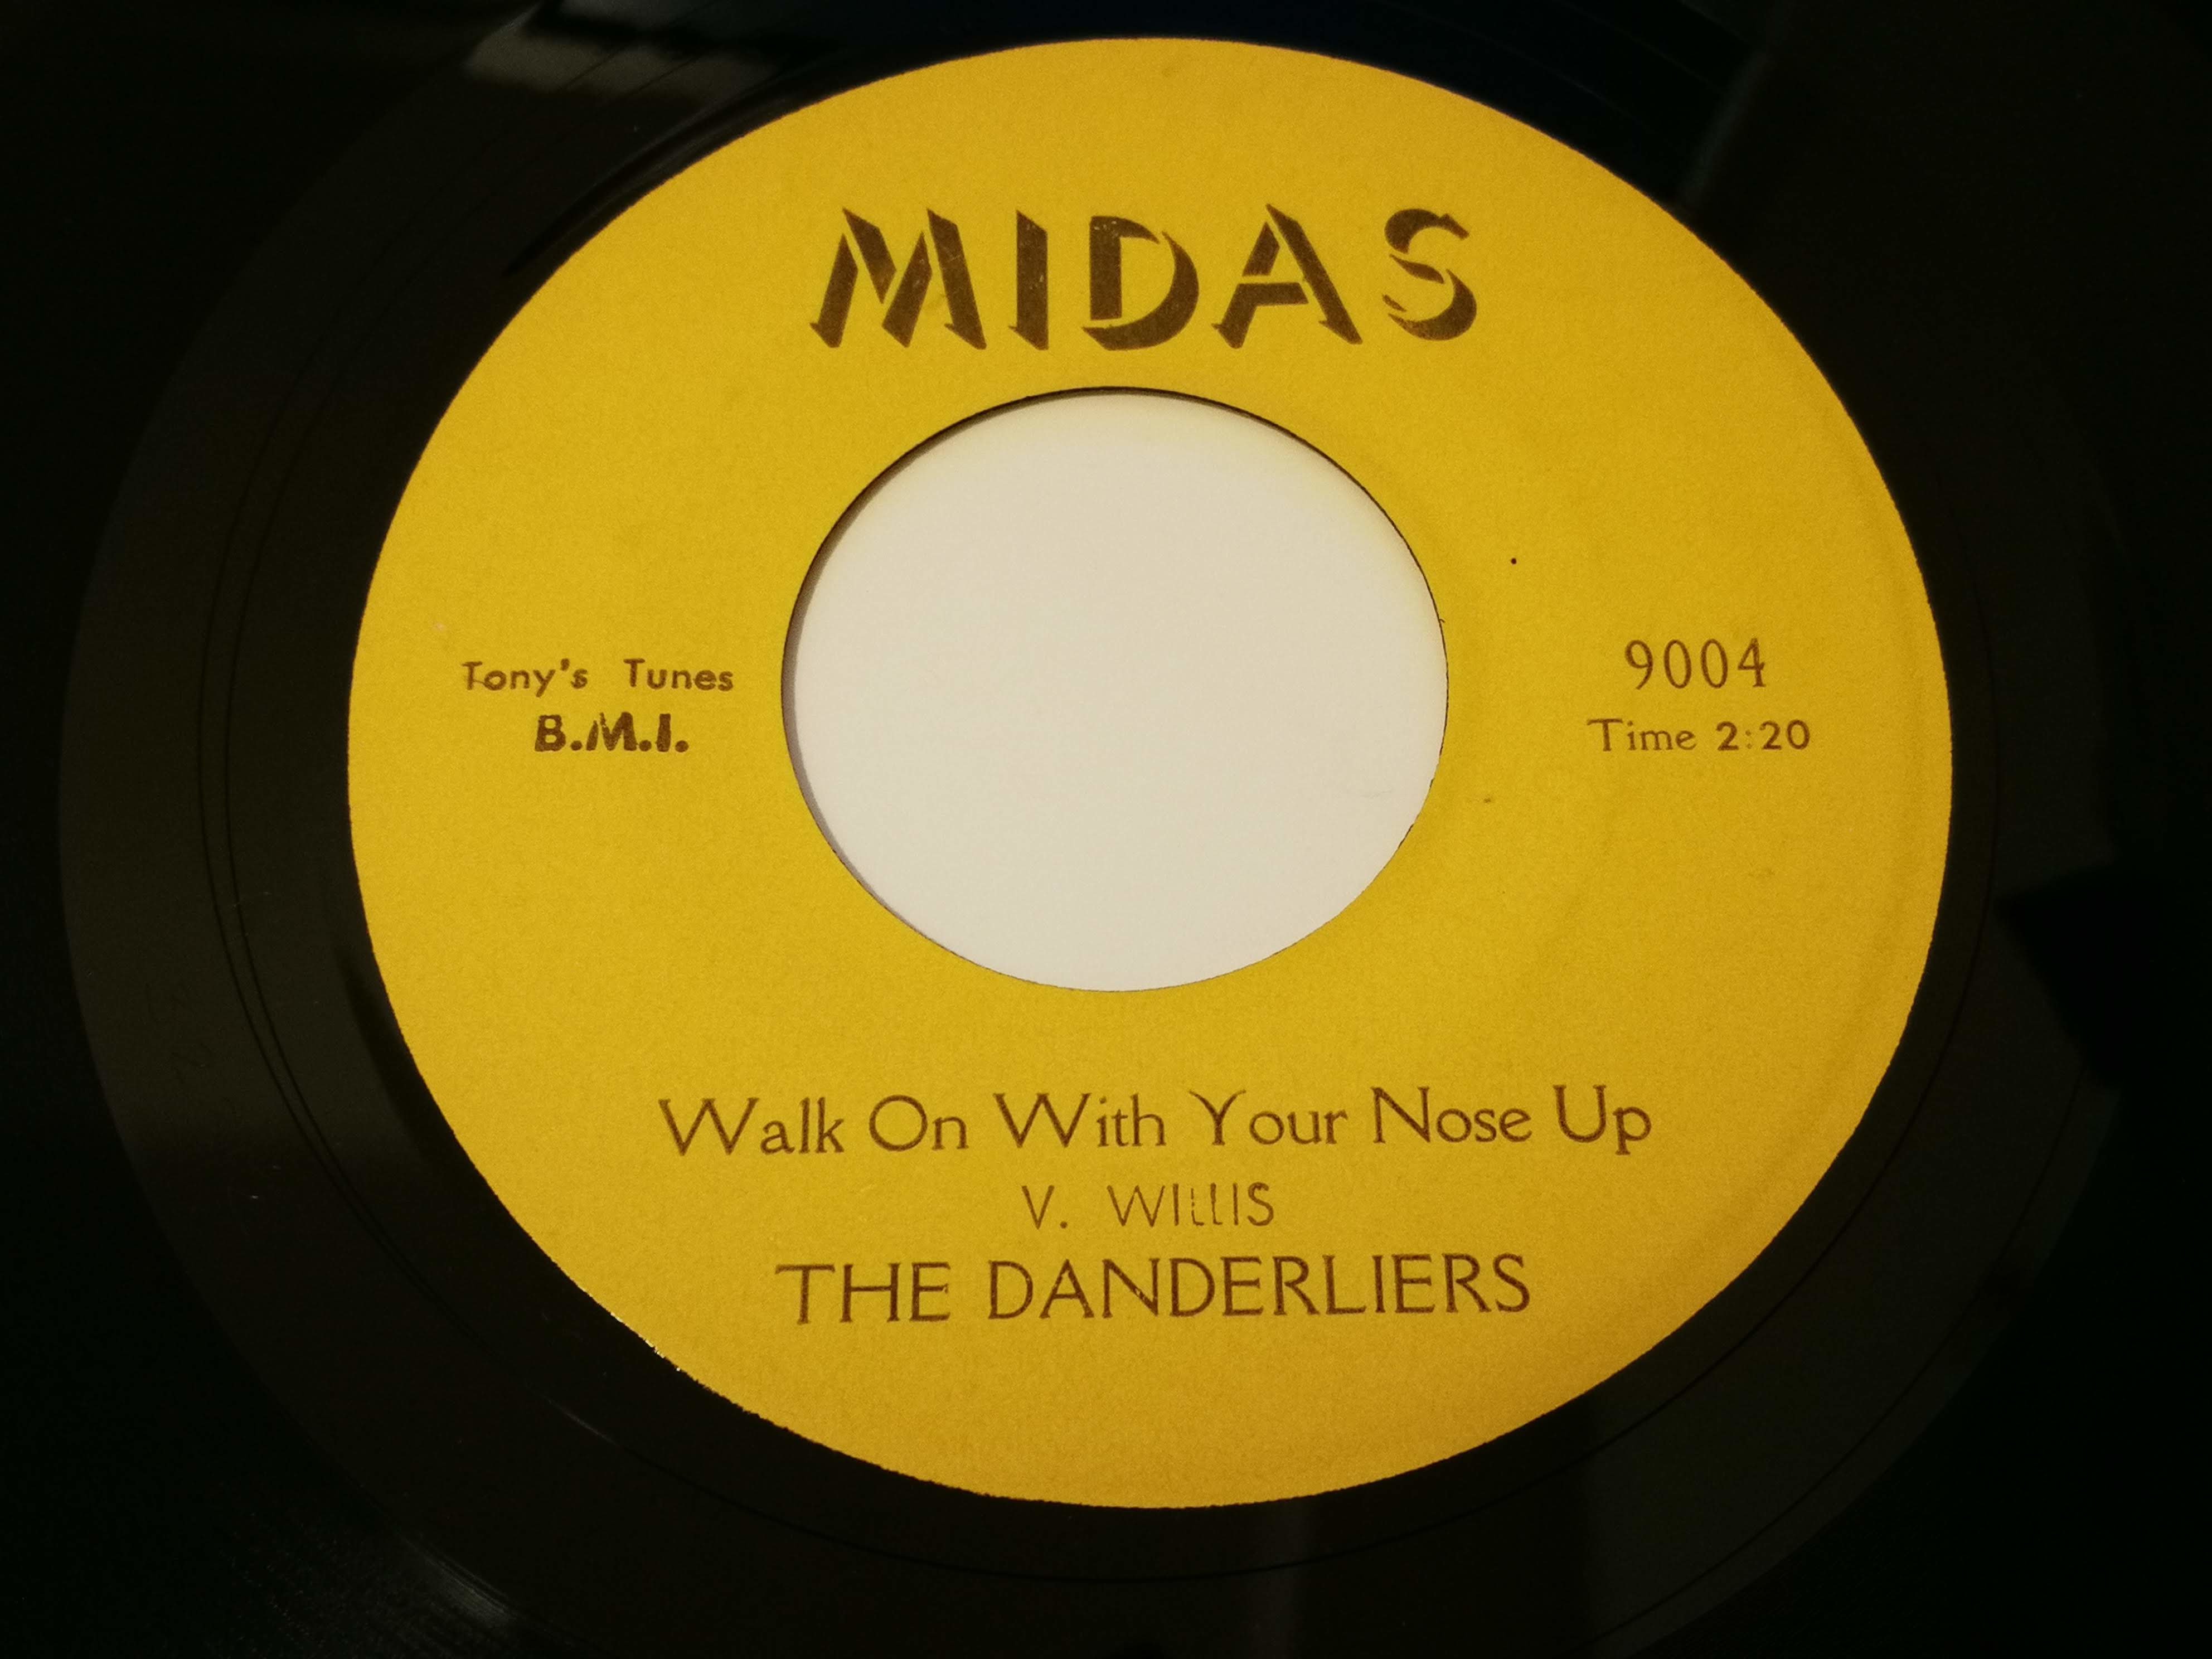 MIDAS
Tony's Tunes
B.M.I.
9004
Time 2:20
Walk On With Your Nose Up
V. WILLIS
THE DANDERLIERS